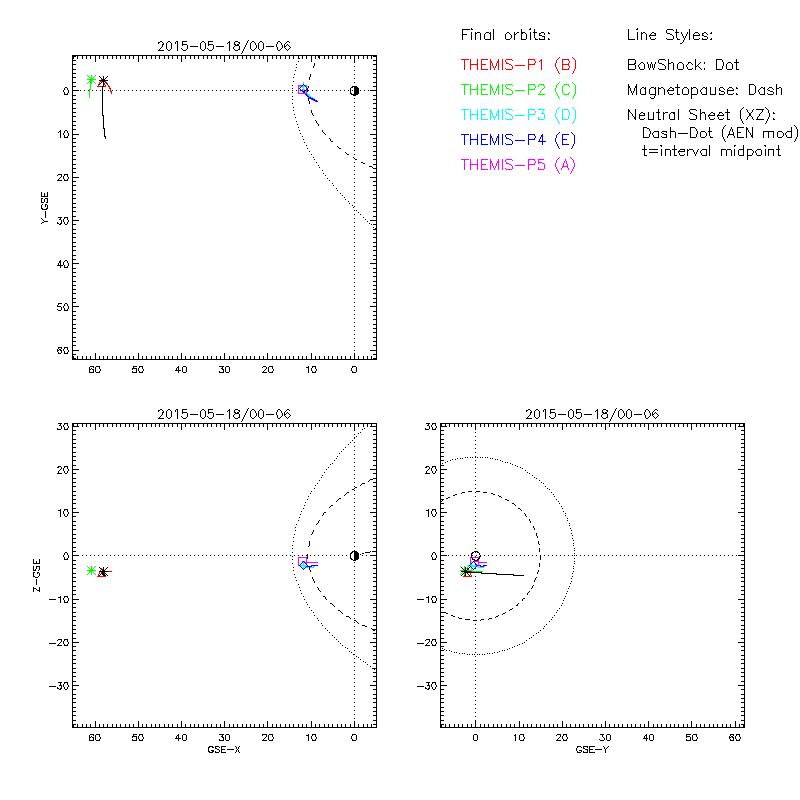 Final orbits:
Line Styles:
THEMIS-P1 (B)
BowShock: Dot
THEMIS-P2 (C)
Magnetopause: Dash
THEMIS-P3 (D)
Neutral Sheet (XZ):
Dash-Dot (AEN mod)
THEMIS-P4 (E)
t=interval midpoint
THEMIS-P5 (A)
2015-05-18/00-06
0
10
20
30
40
50
60
Y-GSE
60 50 40 30 20 10 0
2015-05-18/00-06
30
20
10
0
-10
-20
-30
Z-GSE
60 50 40 30 20 10 0
GSE-X
2015-05-18/00-06
30
20
10
0
-10
-20
-30
0 10 20 30 40 50 60
GSE-Y